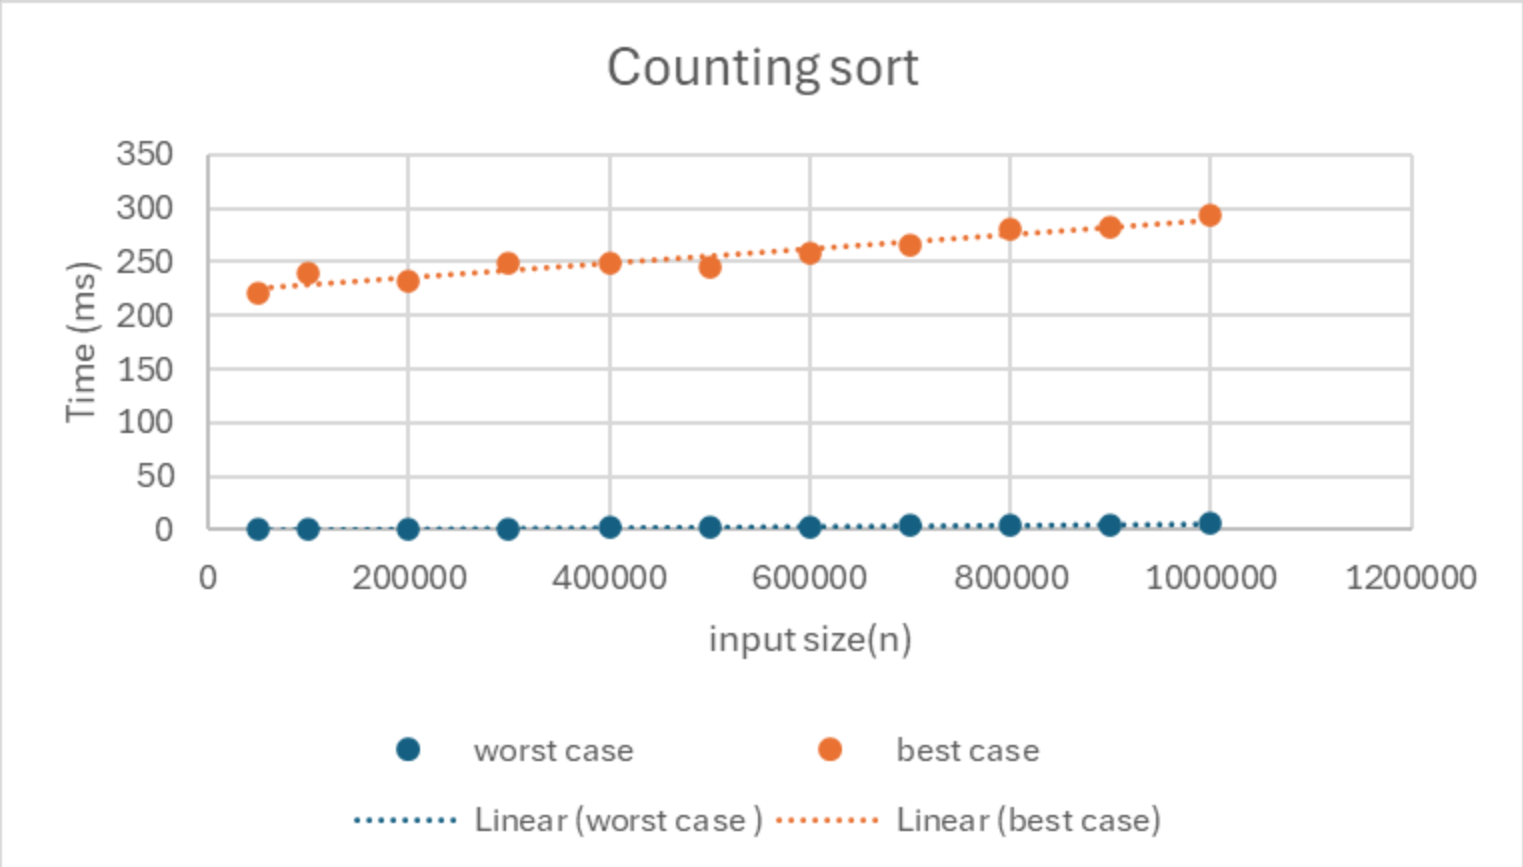 Counting sort
350
300
250
200
150
100
50
0
Time (ms)
0 200000 400000 600000 800000 1000000 1200000
input size(n)
worst case best case
Linear (worst case ) Linear (best case)